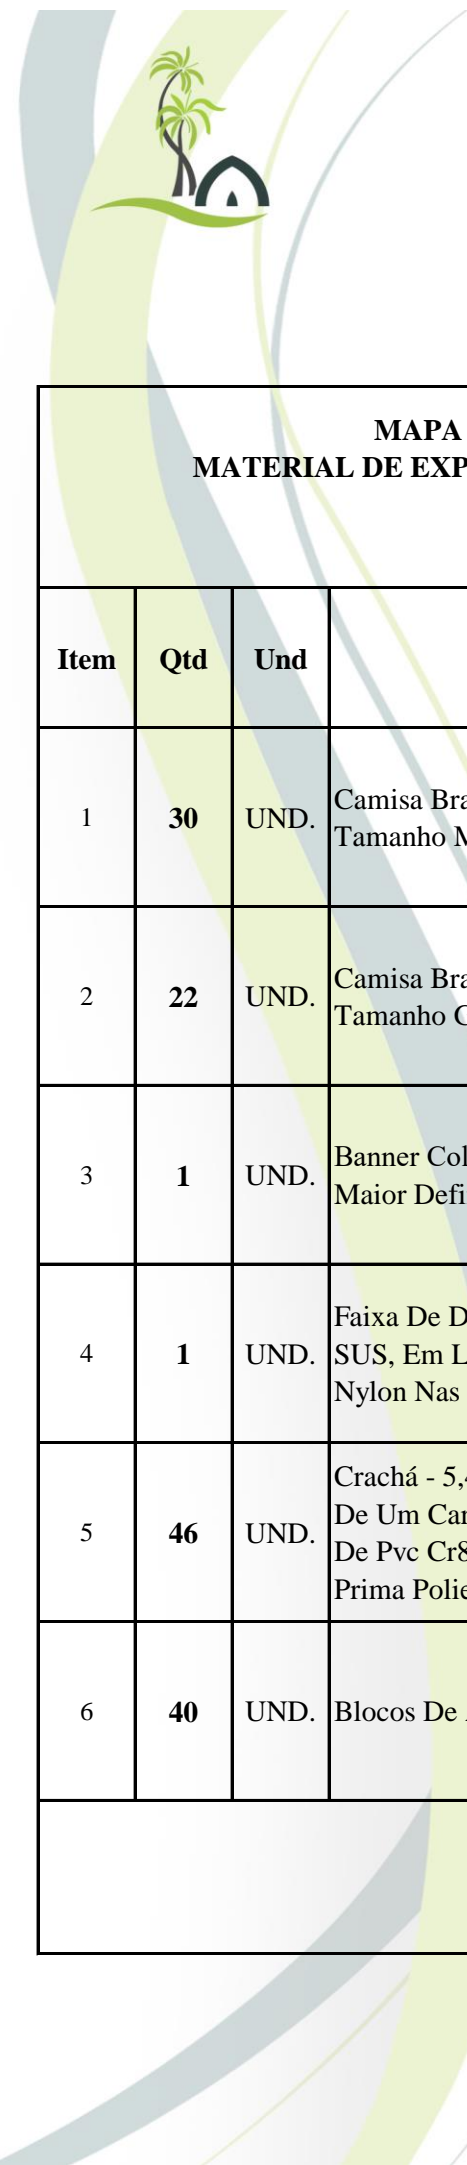 MAPA
MATERIAL DE EXP
Item Qtd Und
1 30 UND. Camisa Bra
Tamanho M
2 22 UND. Camisa Bra
Tamanho
3 1 UND. Banner Col
Maior Defi
4 1 UND. Faixa De D
SUS, Em L
Nylon Nas
5 46 UND. Crachá - 5,4
De Um Car
De Pvc Cr8
Prima Polie
6 40 UND. Blocos De